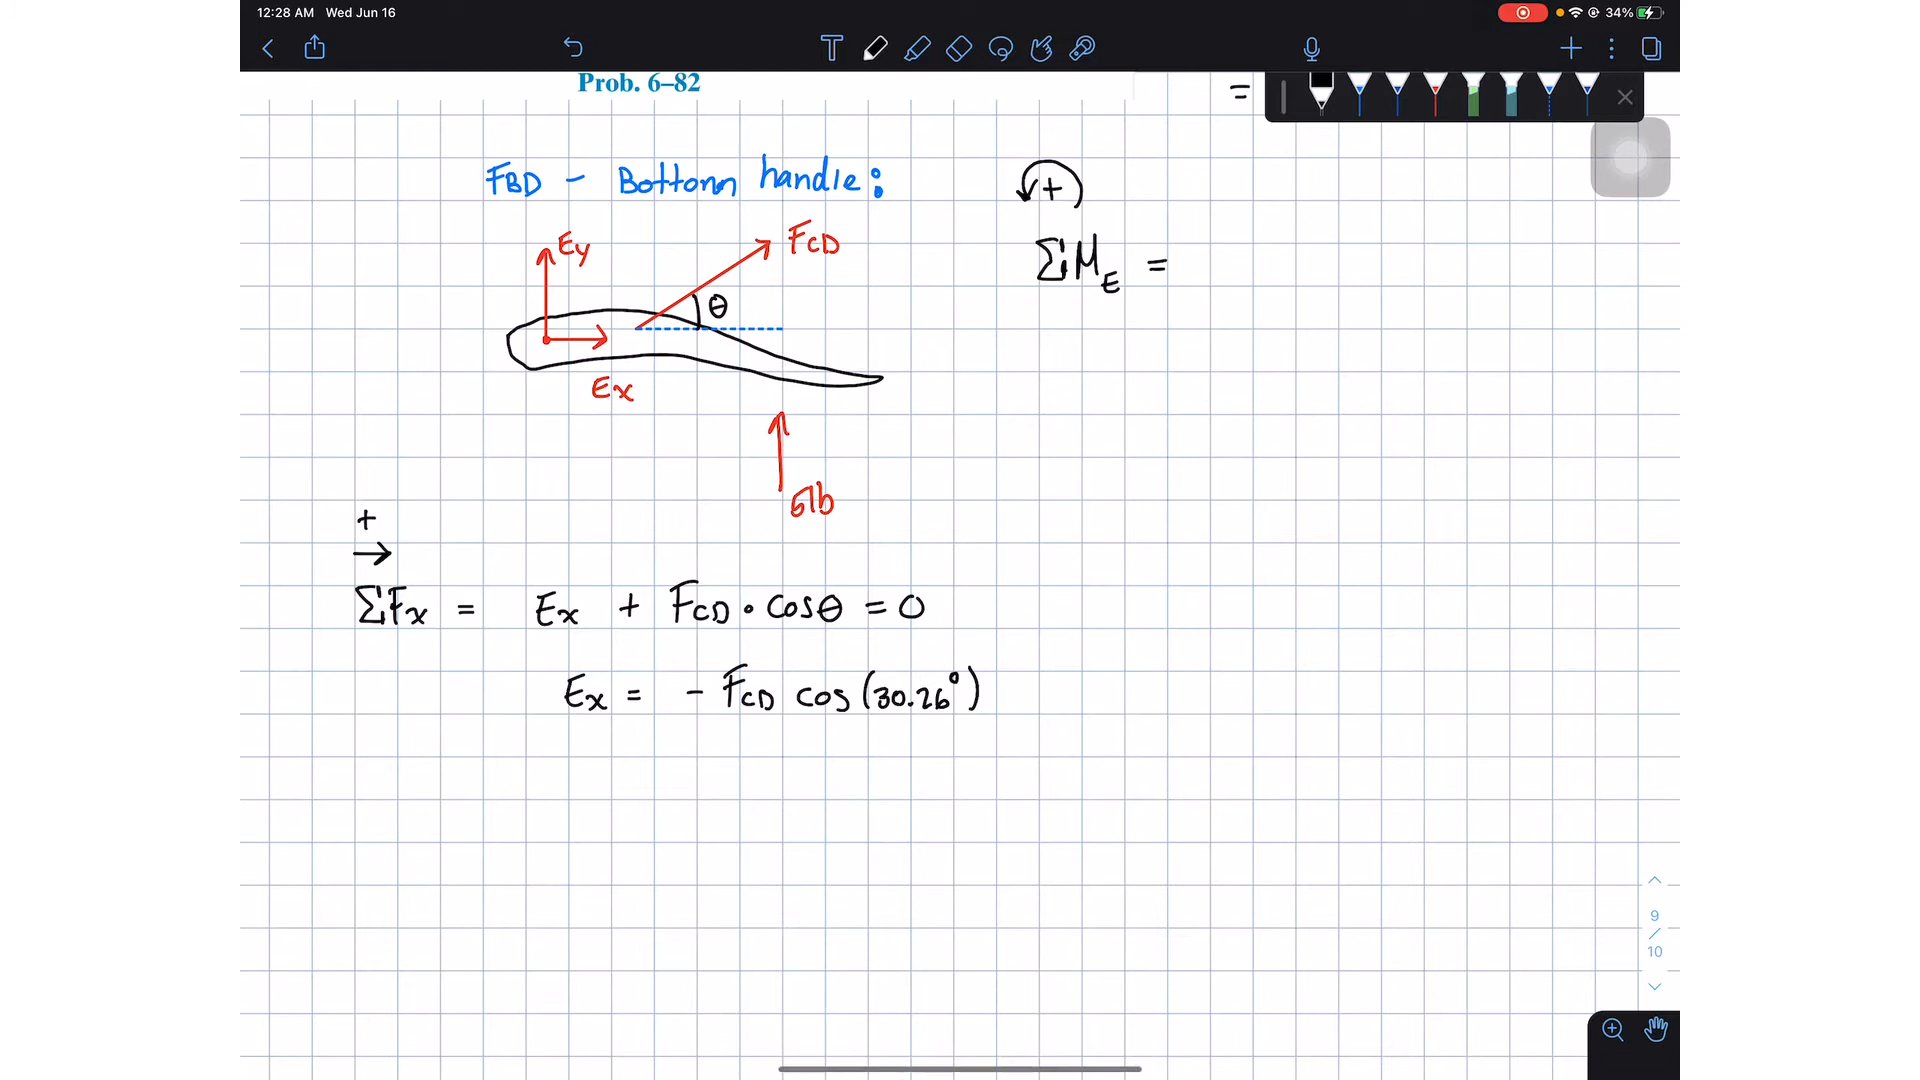 12:28 AM Wed Jun 16
34%
Prob. 6–82
=
FBD - Bottom handle:
+
ΣM_E =
Ey
FCD
θ
Ex
5lb
+
→
ΣFx = Ex + FCD · cosθ = 0
Ex = - FCD cos (30.26°)
9
/
10